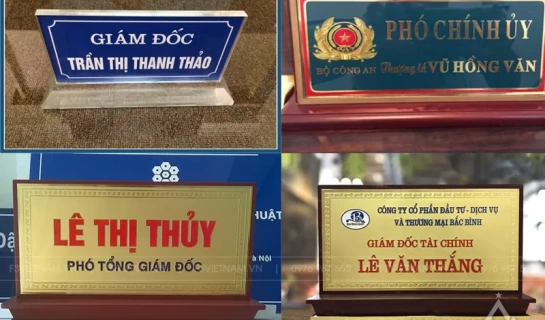 GIÁM ĐỐC
TRẦN THỊ THANH THẢO
PHÓ CHÍNH ỦY
BỘ CÔNG AN Thượng tá VŨ HỒNG VĂN
LÊ THỊ THỦY
PHÓ TỔNG GIÁM ĐỐC
CÔNG TY CỔ PHẦN ĐẦU TƯ - DỊCH VỤ
VÀ THƯƠNG MẠI BẮC BÌNH
GIÁM ĐỐC TÀI CHÍNH
LÊ VĂN THẮNG